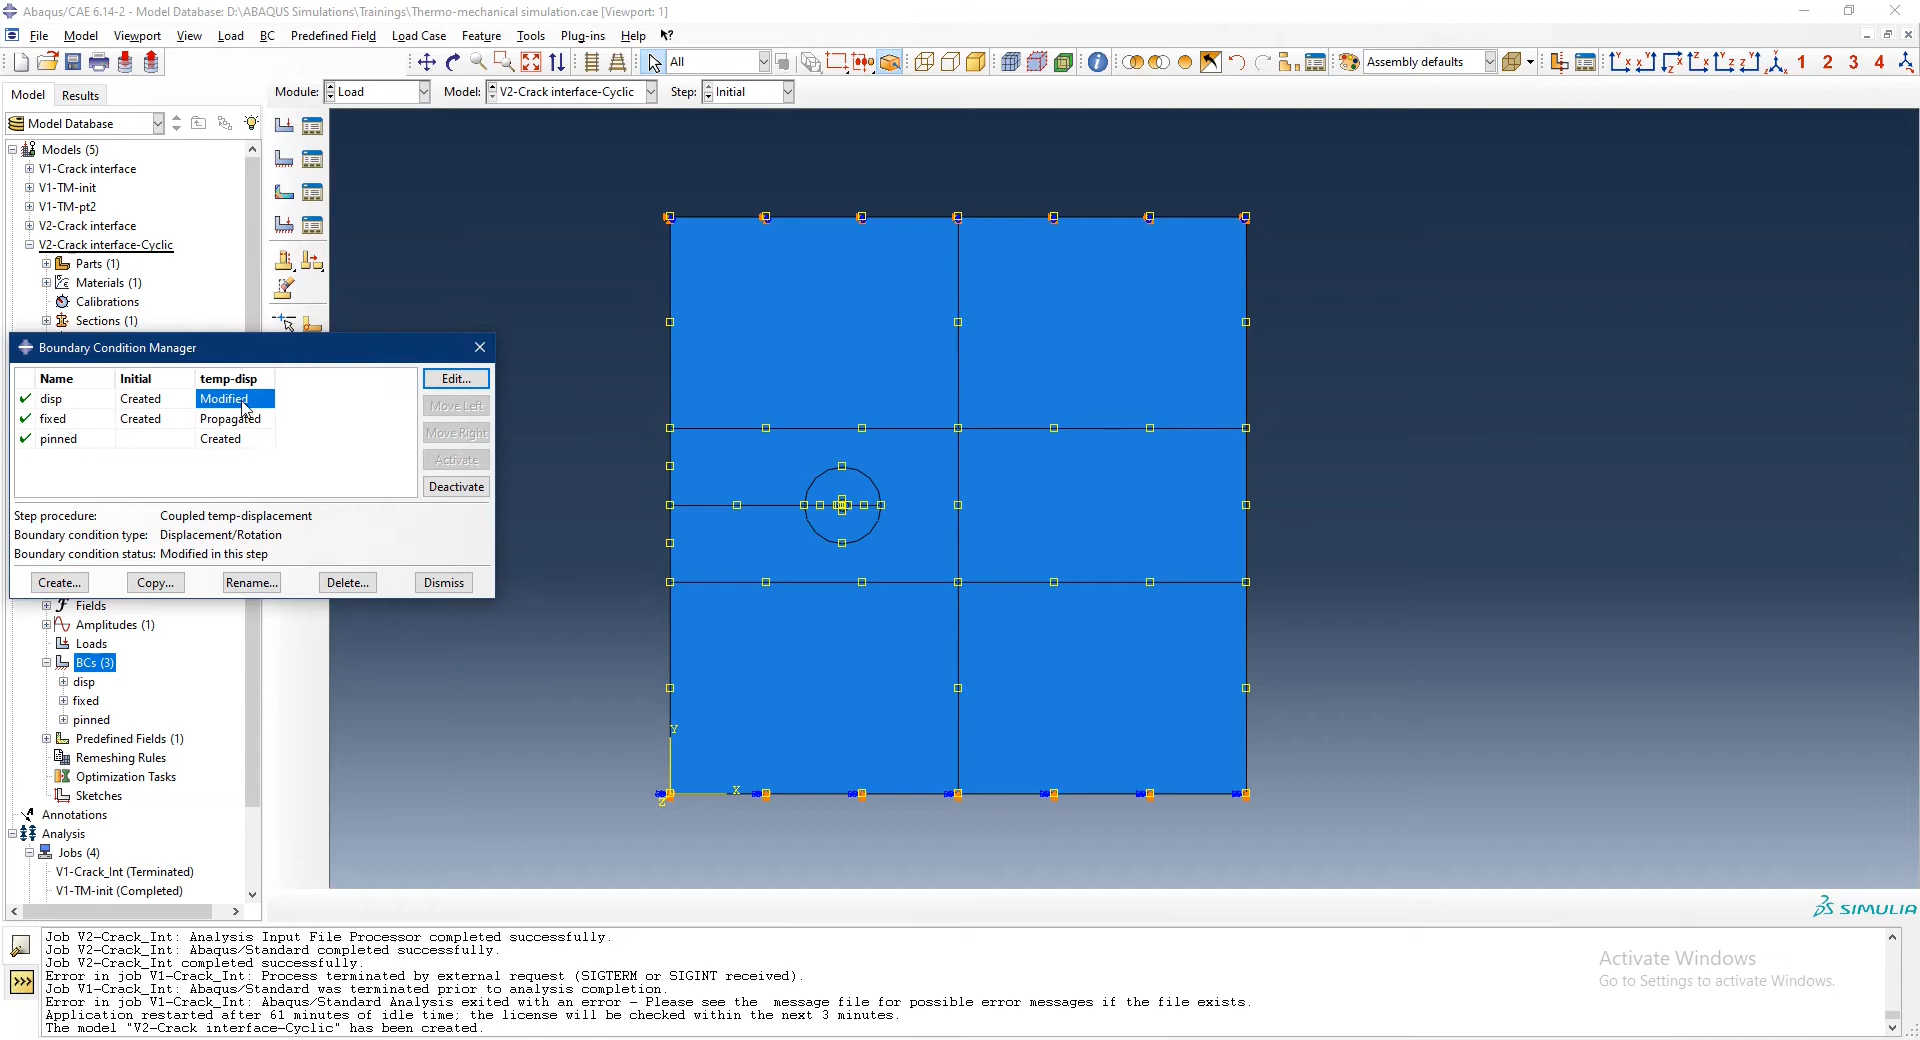 Abaqus/CAE 6.14-2 - Model Database: D:\ABAQUS Simulations\Trainings\Thermo-mechanical simulation.cae [Viewport: 1]
File Model Viewport View Load BC Predefined Field Load Case Feature Tools Plug-ins Help
All
Assembly defaults
1 2 3 4
Model Results
Module: Load Model: V2-Crack interface-Cyclic Step: Initial
Model Database
Models (5)
V1-Crack interface
V1-TM-init
V1-TM-pt2
V2-Crack interface
V2-Crack interface-Cyclic
Parts (1)
Materials (1)
Calibrations
Sections (1)
Boundary Condition Manager
Name Initial temp-disp
Edit...
disp Created Modified
Move Left
fixed Created Propagated
Move Right
pinned Created
Activate
Deactivate
Step procedure: Coupled temp-displacement
Boundary condition type: Displacement/Rotation
Boundary condition status: Modified in this step
Create... Copy... Rename... Delete... Dismiss
Fields
Amplitudes (1)
Loads
BCs (3)
disp
fixed
pinned
Predefined Fields (1)
Remeshing Rules
Optimization Tasks
Sketches
Annotations
Analysis
Jobs (4)
V1-Crack_Int (Terminated)
V1-TM-init (Completed)
Y
X
Z
SIMULIA
Job V2-Crack_Int: Analysis Input File Processor completed successfully.
Job V2-Crack_Int: Abaqus/Standard completed successfully.
Job V2-Crack_Int completed successfully.
Error in job V1-Crack_Int: Process terminated by external request (SIGTERM or SIGINT received).
Job V1-Crack_Int: Abaqus/Standard was terminated prior to analysis completion.
Error in job V1-Crack_Int: Abaqus/Standard Analysis exited with an error - Please see the message file for possible error messages if the file exists.
Application restarted after 61 minutes of idle time; the license will be checked within the next 3 minutes.
The model "V2-Crack interface-Cyclic" has been created.
Activate Windows
Go to Settings to activate Windows.